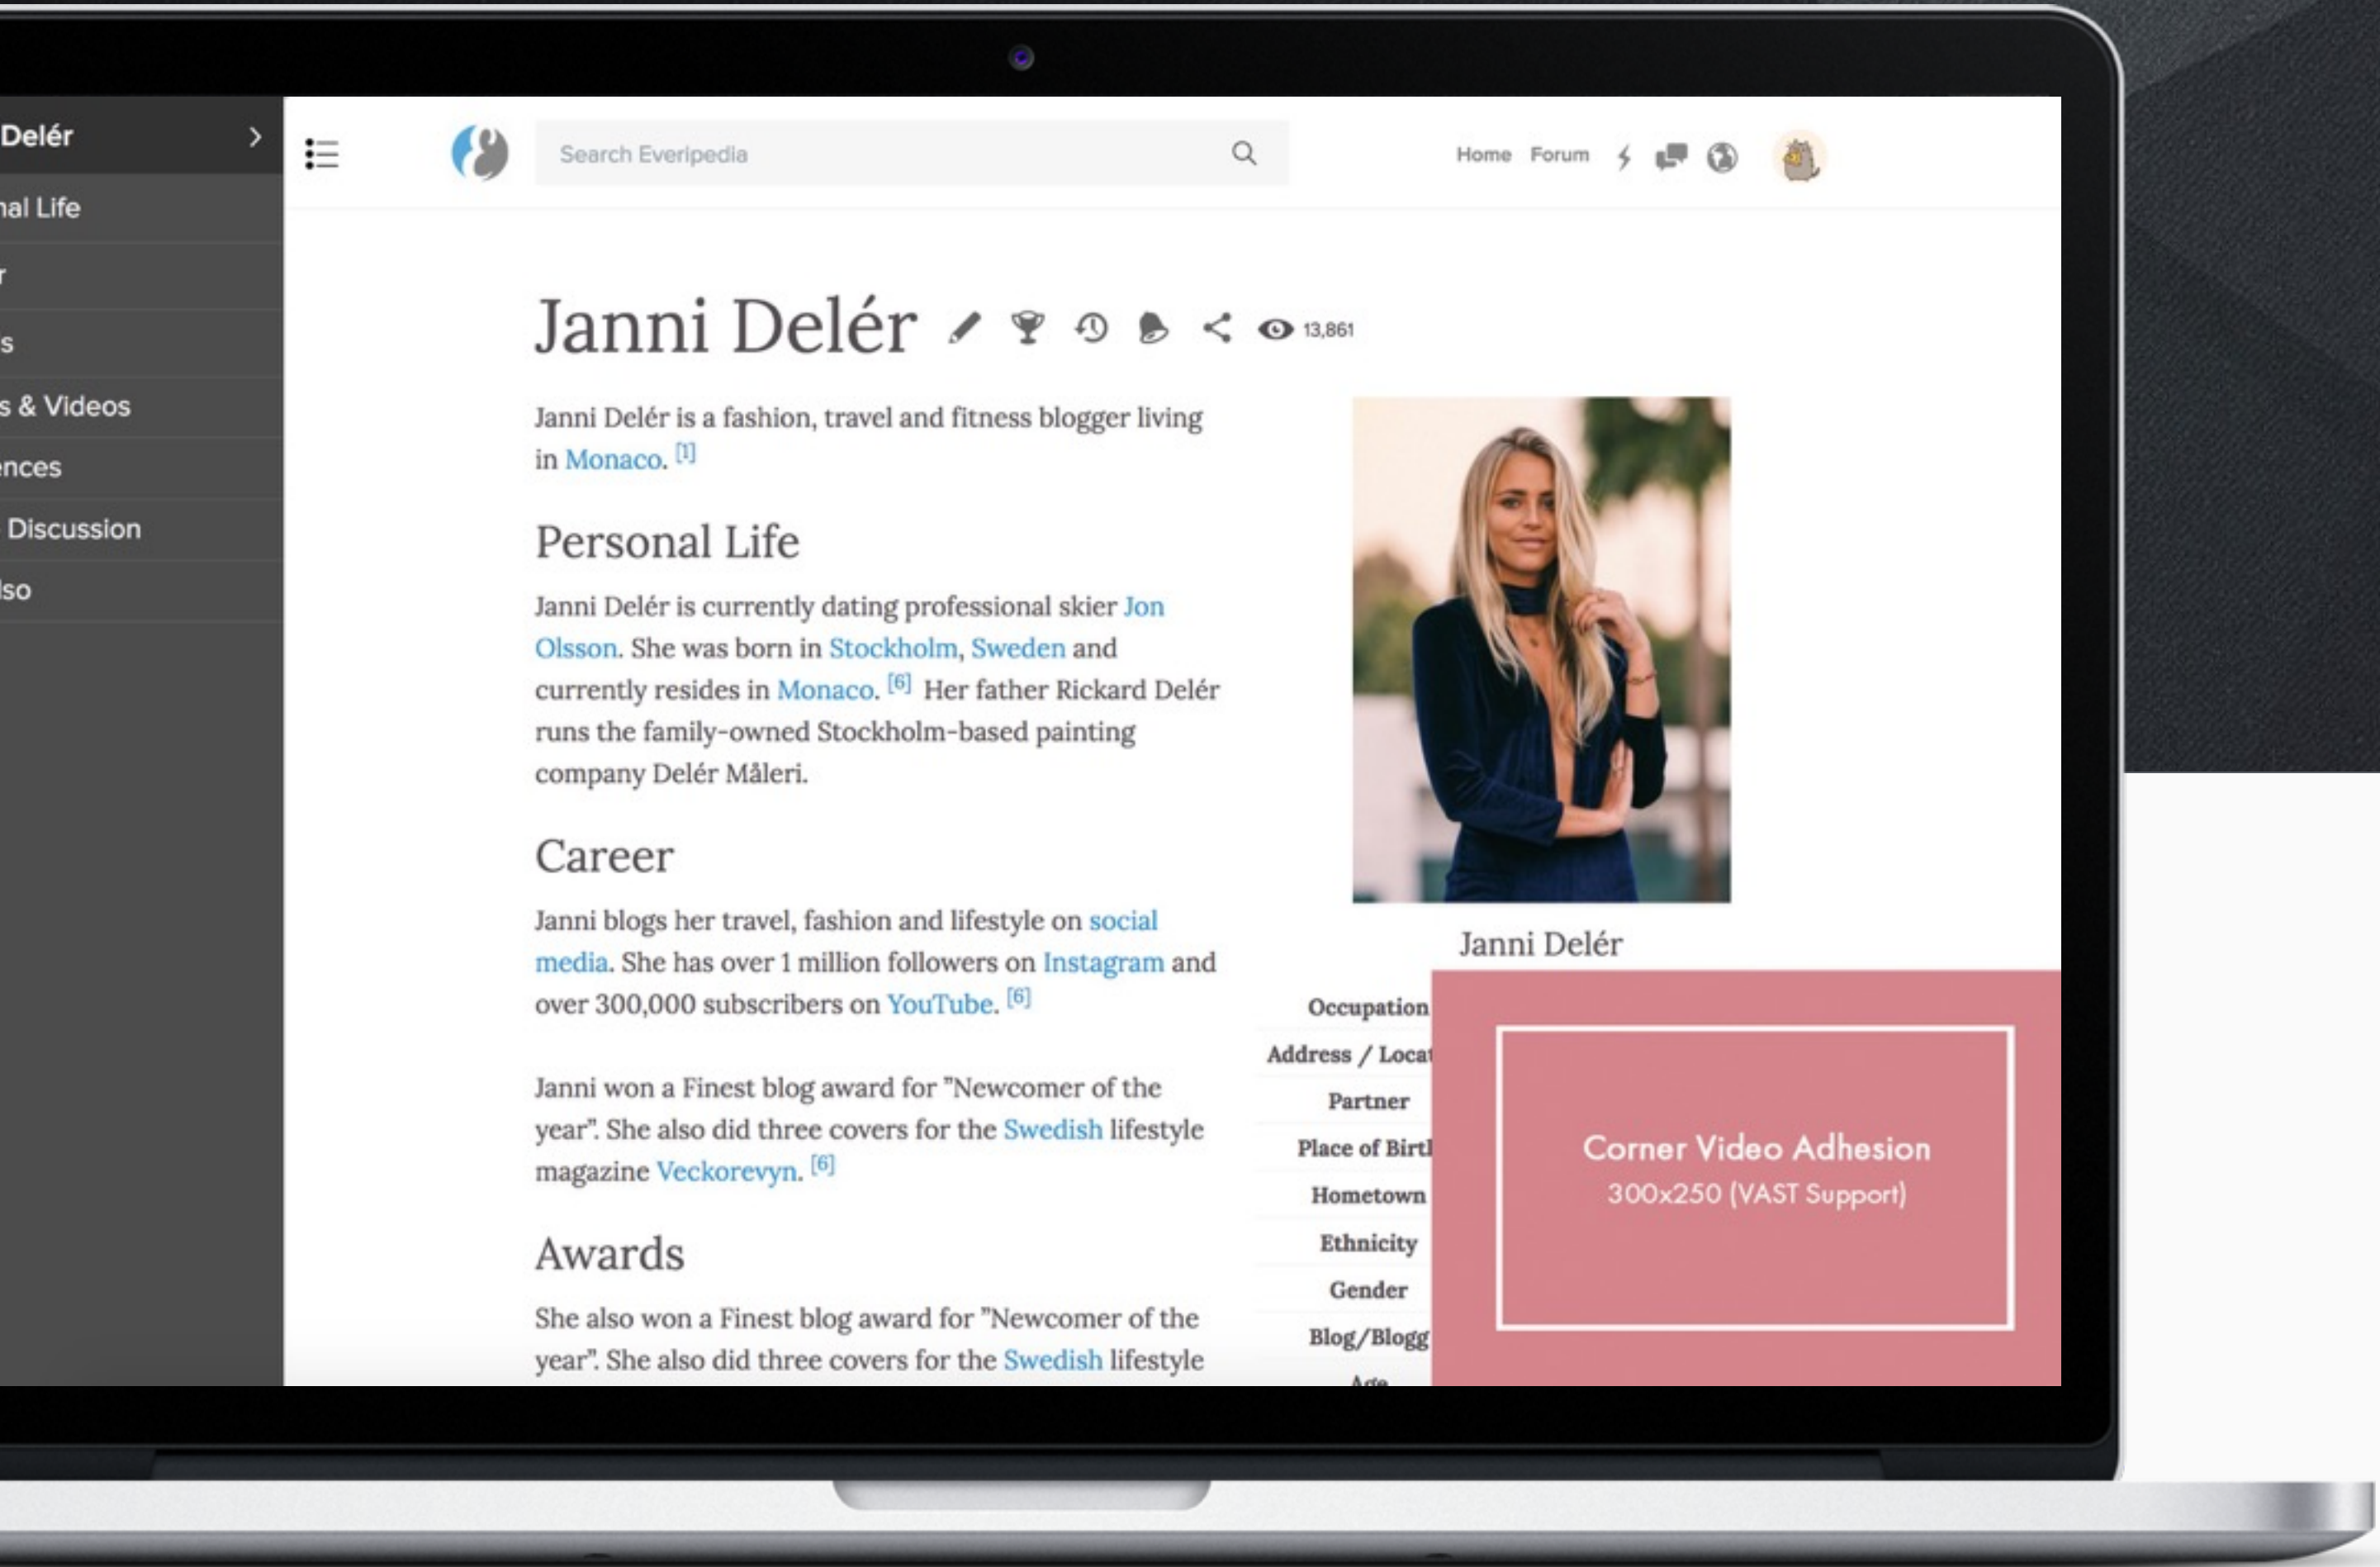 Delér
nal Life
r
s
s & Videos
ences
Discussion
lso
Search Everipedia
Home Forum
Janni Delér 13,861
Janni Delér is a fashion, travel and fitness blogger living
in Monaco. [1]
Personal Life
Janni Delér is currently dating professional skier Jon
Olsson. She was born in Stockholm, Sweden and
currently resides in Monaco. [6] Her father Rickard Delér
runs the family-owned Stockholm-based painting
company Delér Måleri.
Career
Janni blogs her travel, fashion and lifestyle on social
media. She has over 1 million followers on Instagram and
over 300,000 subscribers on YouTube. [6]
Janni won a Finest blog award for "Newcomer of the
year". She also did three covers for the Swedish lifestyle
magazine Veckorevyn. [6]
Awards
She also won a Finest blog award for "Newcomer of the
year". She also did three covers for the Swedish lifestyle
Janni Delér
Occupation
Address / Locat
Partner
Place of Birt
Hometown
Ethnicity
Gender
Blog/Blogg
Age
Corner Video Adhesion
300x250 (VAST Support)